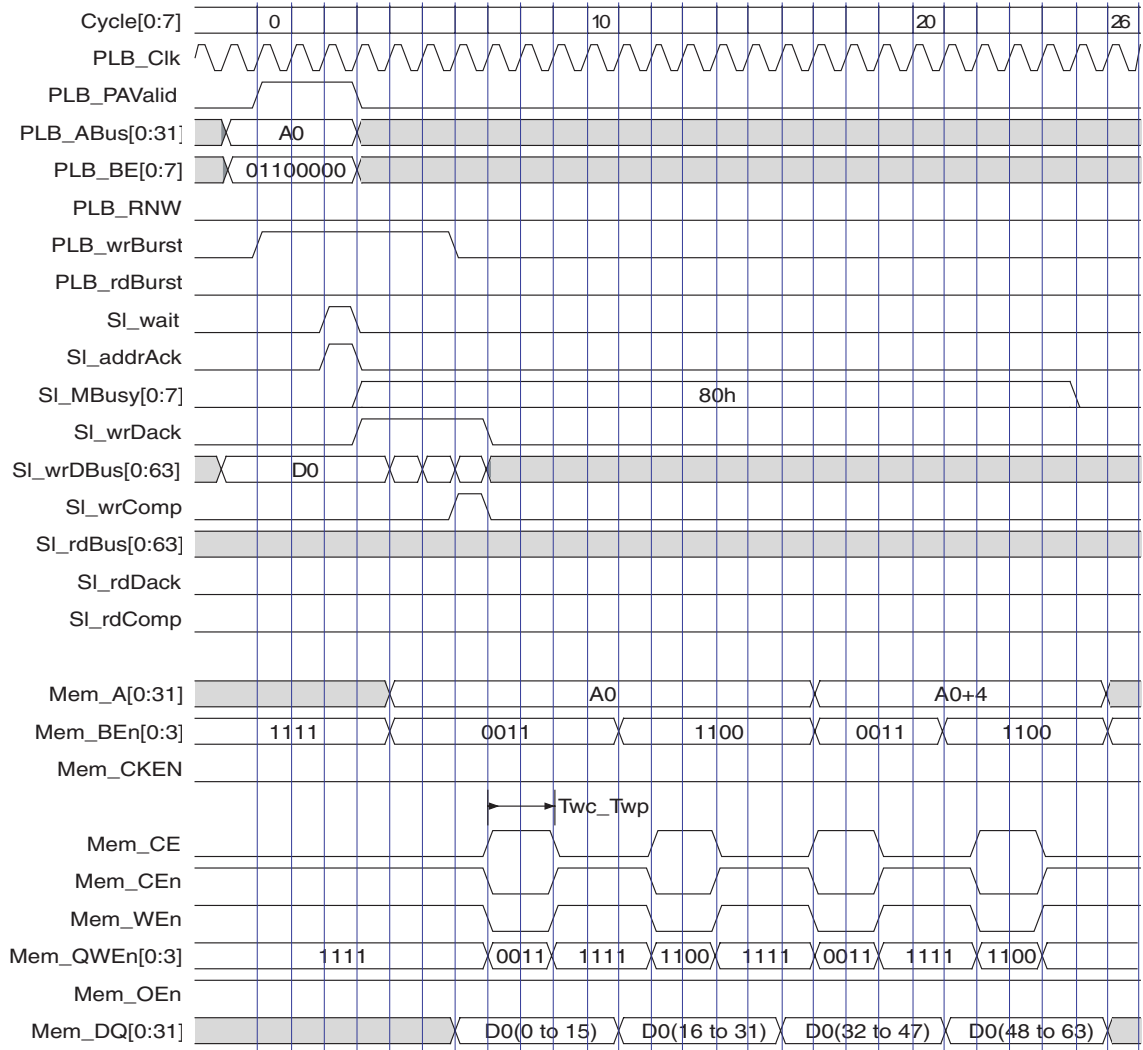 Cycle[0:7] 0 10 20 26
PLB_Clk
PLB_PAValid
PLB_ABus[0:31] A0
PLB_BE[0:7] 01100000
PLB_RNW
PLB_wrBurst
PLB_rdBurst
Sl_wait
Sl_addrAck
Sl_MBusy[0:7] 80h
Sl_wrDack
Sl_wrDBus[0:63] D0
Sl_wrComp
Sl_rdBus[0:63]
Sl_rdDack
Sl_rdComp
Mem_A[0:31] A0 A0+4
Mem_BEn[0:3] 1111 0011 1100 0011 1100
Mem_CKEN
Twc_Twp
Mem_CE
Mem_CEn
Mem_WEn
Mem_QWEn[0:3] 1111 0011 1111 1100 1111 0011 1111 1100
Mem_OEn
Mem_DQ[0:31] D0(0 to 15) D0(16 to 31) D0(32 to 47) D0(48 to 63)